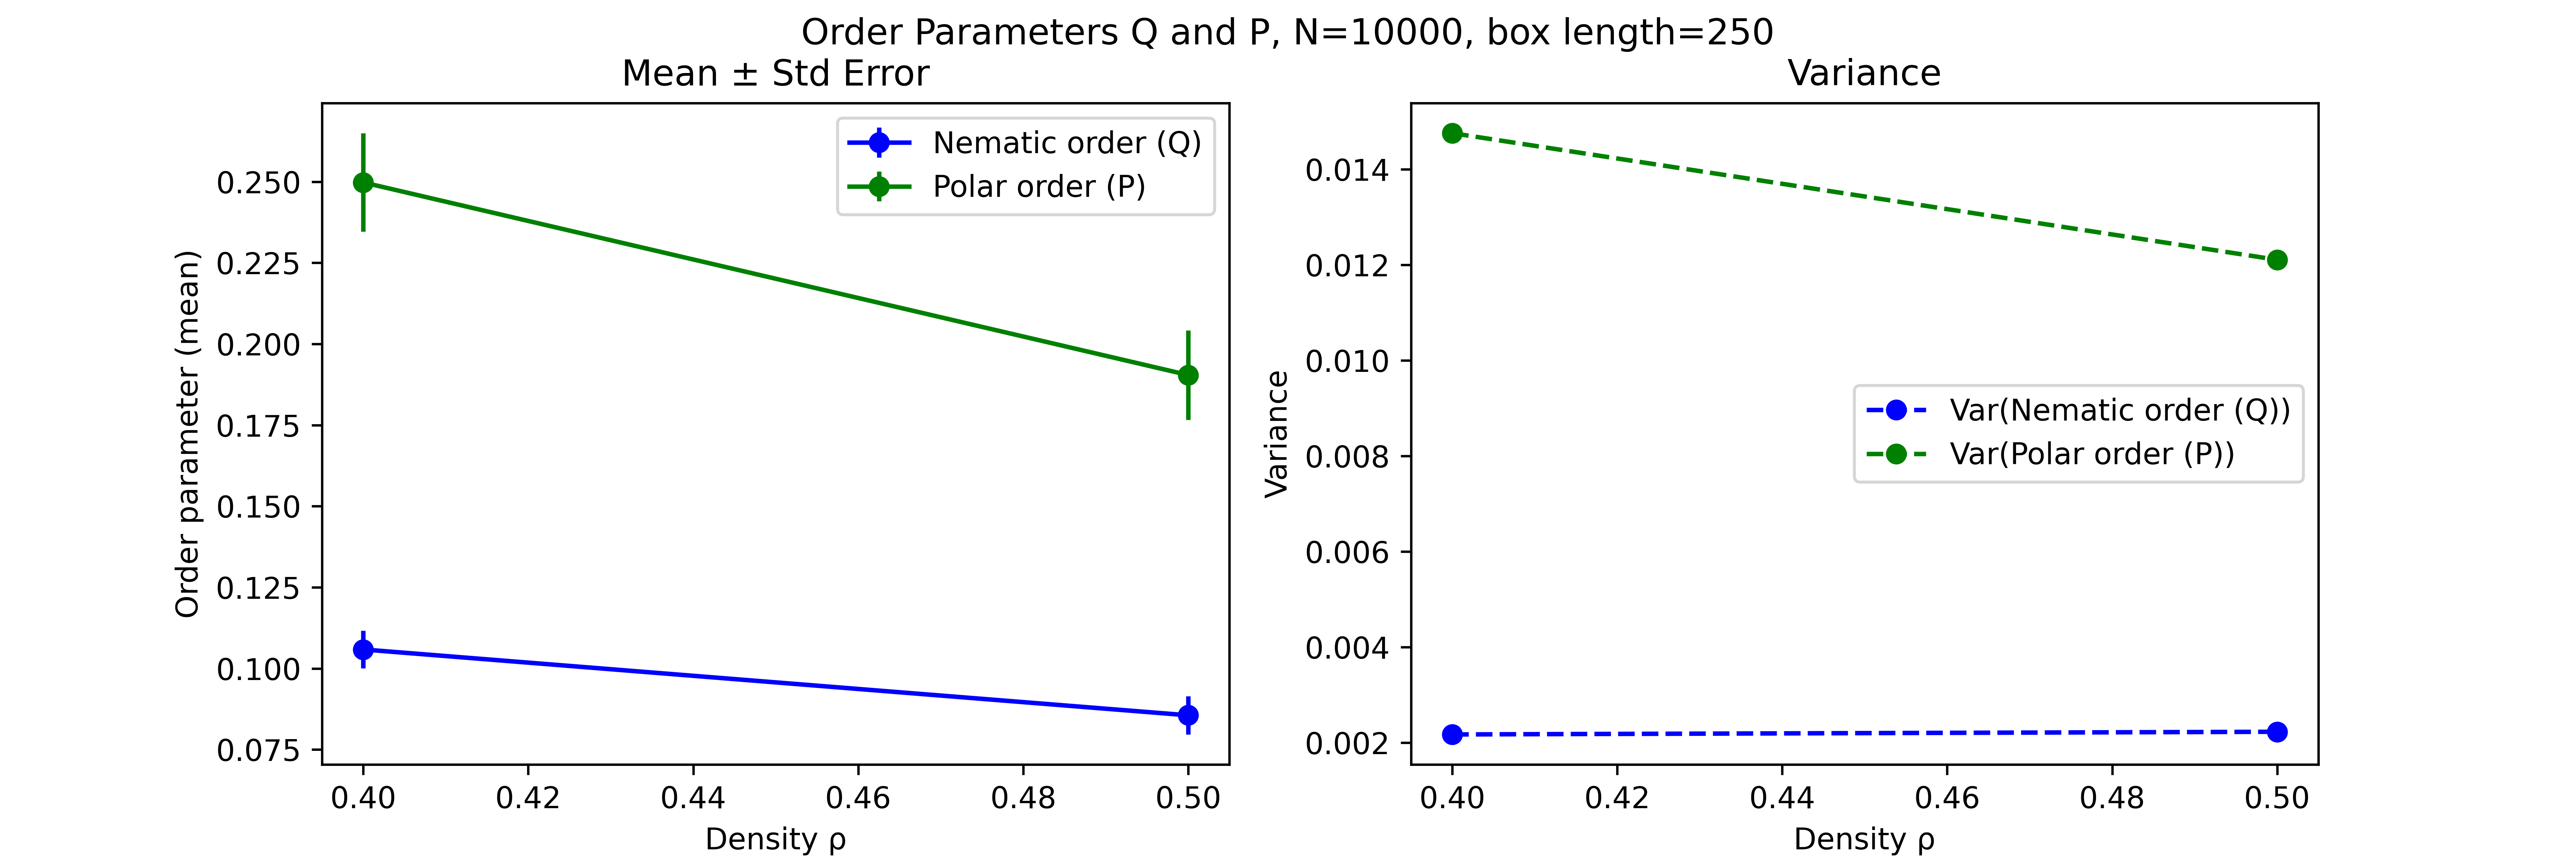 Order Parameters Q and P, N=10000, box length=250
Mean ± Std Error
Nematic order (Q)
Polar order (P)
0.250
0.225
0.200
0.175
0.150
0.125
0.100
0.075
Order parameter (mean)
0.40 0.42 0.44 0.46 0.48 0.50
Density ρ
Variance
Var(Nematic order (Q))
Var(Polar order (P))
0.014
0.012
0.010
0.008
0.006
0.004
0.002
Variance
0.40 0.42 0.44 0.46 0.48 0.50
Density ρ